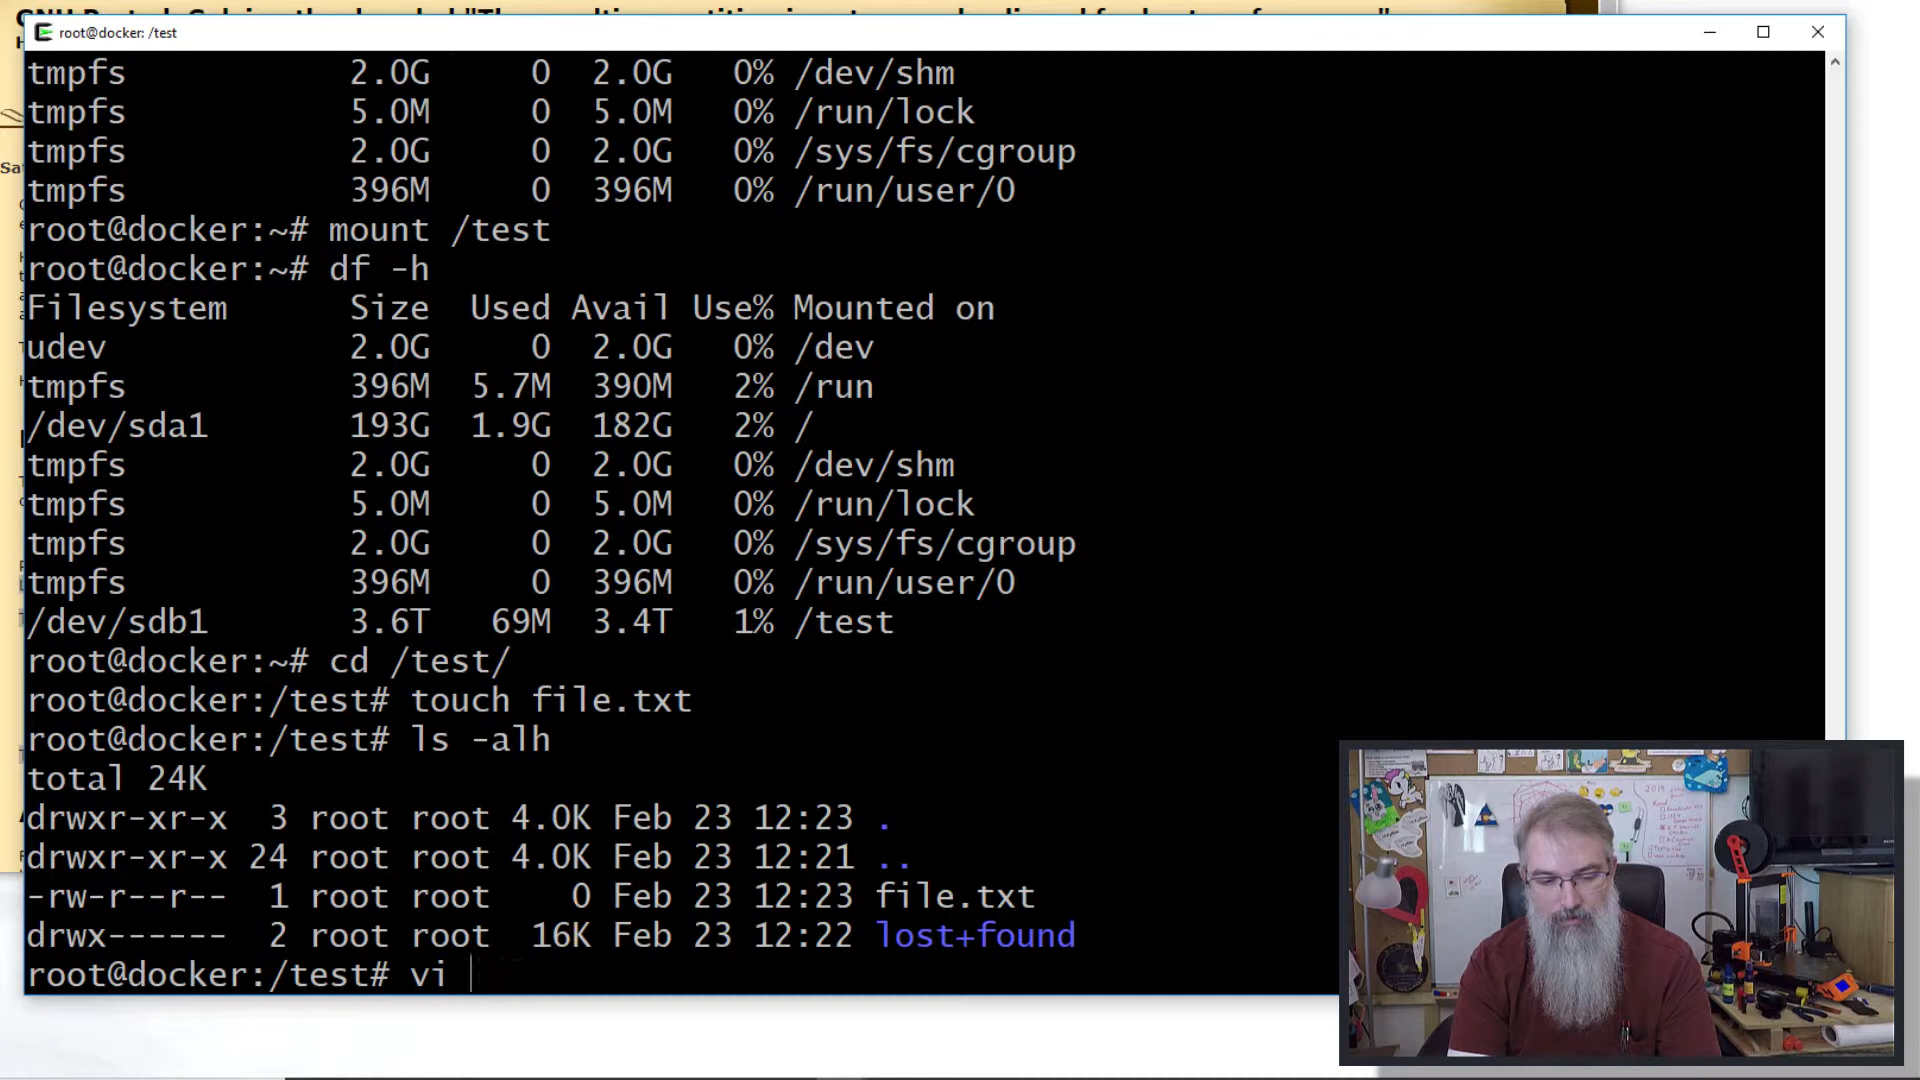 root@docker: /test
tmpfs 2.0G 0 2.0G 0% /dev/shm
tmpfs 5.0M 0 5.0M 0% /run/lock
tmpfs 2.0G 0 2.0G 0% /sys/fs/cgroup
tmpfs 396M 0 396M 0% /run/user/0
root@docker:~# mount /test
root@docker:~# df -h
Filesystem Size Used Avail Use% Mounted on
udev 2.0G 0 2.0G 0% /dev
tmpfs 396M 5.7M 390M 2% /run
/dev/sda1 193G 1.9G 182G 2% /
tmpfs 2.0G 0 2.0G 0% /dev/shm
tmpfs 5.0M 0 5.0M 0% /run/lock
tmpfs 2.0G 0 2.0G 0% /sys/fs/cgroup
tmpfs 396M 0 396M 0% /run/user/0
/dev/sdb1 3.6T 69M 3.4T 1% /test
root@docker:~# cd /test/
root@docker:/test# touch file.txt
root@docker:/test# ls -alh
total 24K
drwxr-xr-x 3 root root 4.0K Feb 23 12:23 .
drwxr-xr-x 24 root root 4.0K Feb 23 12:21 ..
-rw-r--r-- 1 root root 0 Feb 23 12:23 file.txt
drwx------ 2 root root 16K Feb 23 12:22 lost+found
root@docker:/test# vi